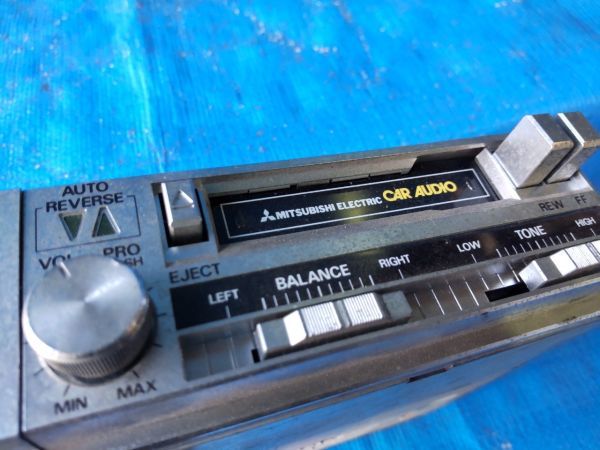 AUTO
REVERSE
VOL
PRO
MIN
MAX
EJECT
MITSUBISHI ELECTRIC CAR AUDIO
REW
FF
LEFT
BALANCE
RIGHT
LOW
TONE
HIGH